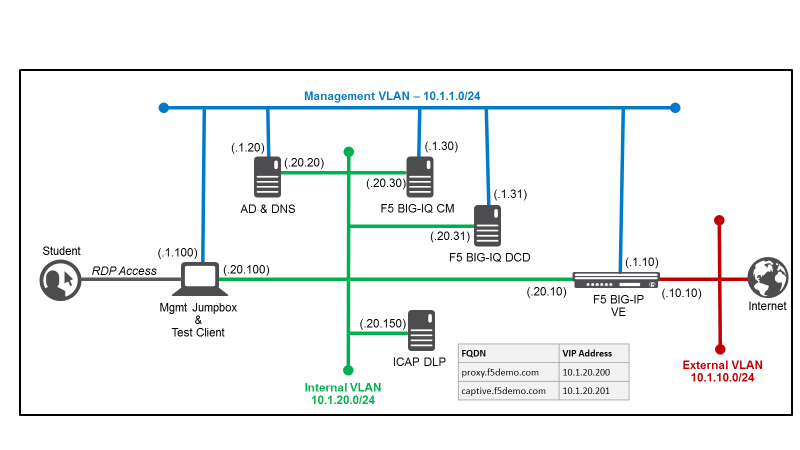 Management VLAN – 10.1.1.0/24
(.1.20)
(.20.20)
(.1.30)
(.20.30)
AD & DNS
F5 BIG-IQ CM
(.1.31)
(.20.31)
F5 BIG-IQ DCD
Student
RDP Access
(.1.100)
(.20.100)
Mgmt Jumpbox
&
Test Client
(.1.10)
(.20.10)
(.10.10)
F5 BIG-IP
VE
Internet
(.20.150)
ICAP DLP
Internal VLAN
10.1.20.0/24
External VLAN
10.1.10.0/24
FQDN VIP Address
proxy.f5demo.com 10.1.20.200
captive.f5demo.com 10.1.20.201